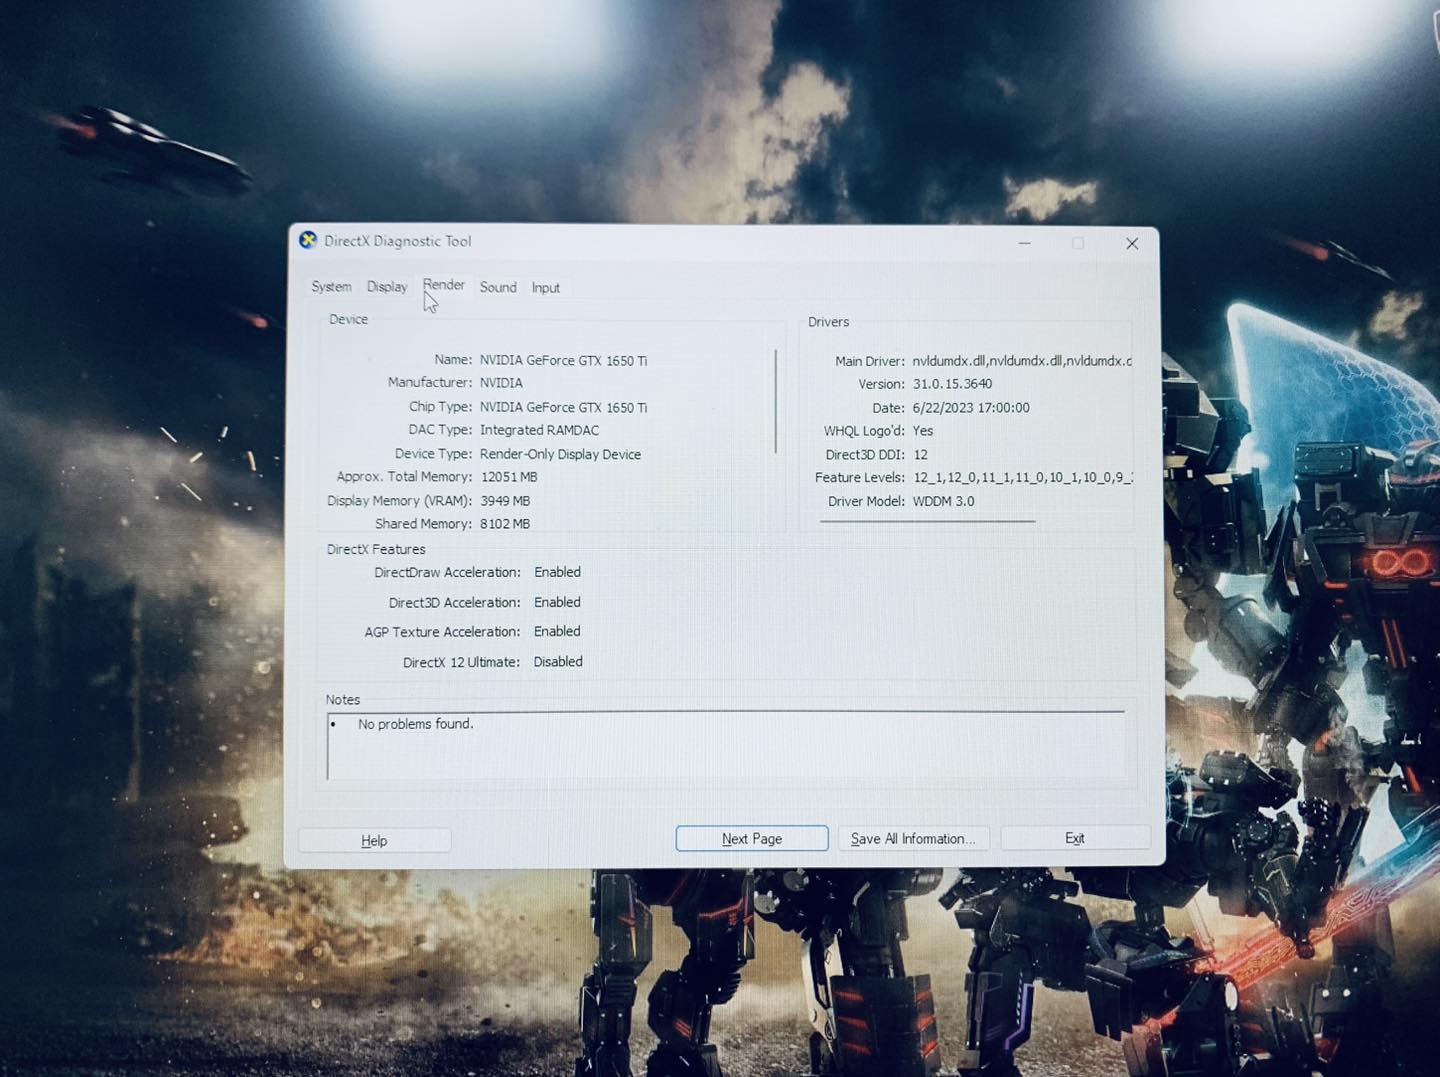 DirectX Diagnostic Tool
System Display Render Sound Input
Device
Name: NVIDIA GeForce GTX 1650 Ti
Manufacturer: NVIDIA
Chip Type: NVIDIA GeForce GTX 1650 Ti
DAC Type: Integrated RAMDAC
Device Type: Render-Only Display Device
Approx. Total Memory: 12051 MB
Display Memory (VRAM): 3949 MB
Shared Memory: 8102 MB
Drivers
Main Driver: nvldumdx.dll,nvldumdx.dll,nvldumdx.d
Version: 31.0.15.3640
Date: 6/22/2023 17:00:00
WHQL Logo'd: Yes
Direct3D DDI: 12
Feature Levels: 12_1,12_0,11_1,11_0,10_1,10_0,9_
Driver Model: WDDM 3.0
DirectX Features
DirectDraw Acceleration: Enabled
Direct3D Acceleration: Enabled
AGP Texture Acceleration: Enabled
DirectX 12 Ultimate: Disabled
Notes
• No problems found.
Help
Next Page
Save All Information...
Exit